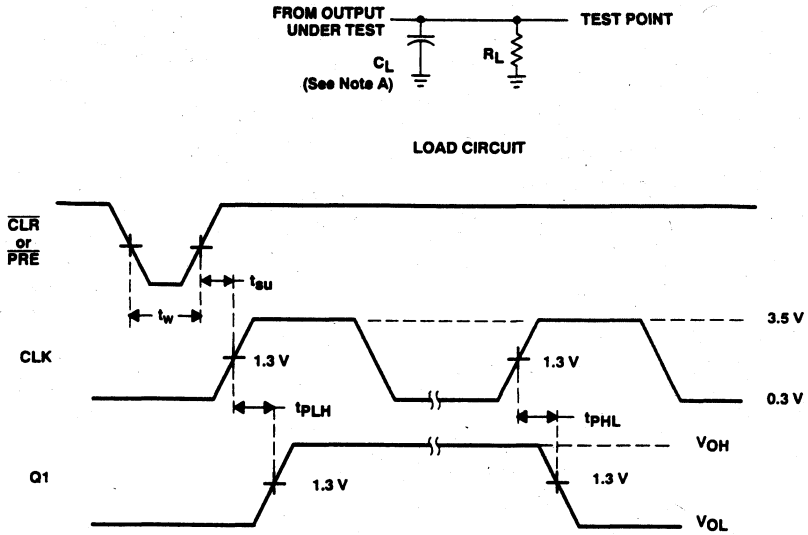 FROM OUTPUT
UNDER TEST
TEST POINT
CL
(See Note A)
RL
LOAD CIRCUIT
CLR
or
PRE
tsu
tw
CLK
1.3 V
1.3 V
3.5 V
0.3 V
tPLH
tPHL
Q1
1.3 V
1.3 V
VOH
VOL